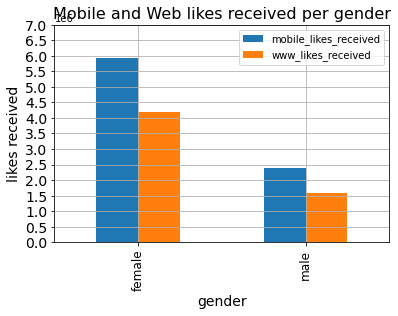 Mobile and Web likes received per gender
1e6
7.0
6.5
6.0
5.5
5.0
4.5
4.0
3.5
3.0
2.5
2.0
1.5
1.0
0.5
0.0
likes received
mobile_likes_received
www_likes_received
female
male
gender